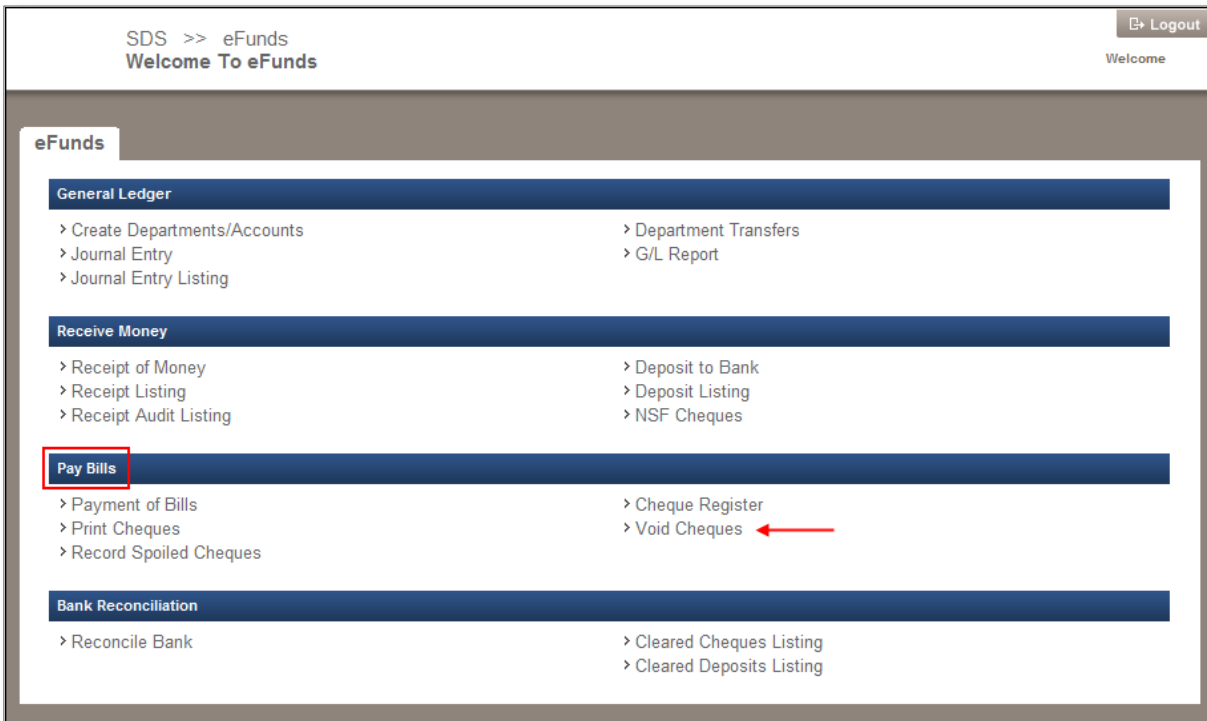 SDS >> eFunds
Welcome To eFunds
Logout
Welcome
eFunds
General Ledger
> Create Departments/Accounts
> Journal Entry
> Journal Entry Listing
> Department Transfers
> G/L Report
Receive Money
> Receipt of Money
> Receipt Listing
> Receipt Audit Listing
> Deposit to Bank
> Deposit Listing
> NSF Cheques
Pay Bills
> Payment of Bills
> Print Cheques
> Record Spoiled Cheques
> Cheque Register
> Void Cheques
Bank Reconciliation
> Reconcile Bank
> Cleared Cheques Listing
> Cleared Deposits Listing